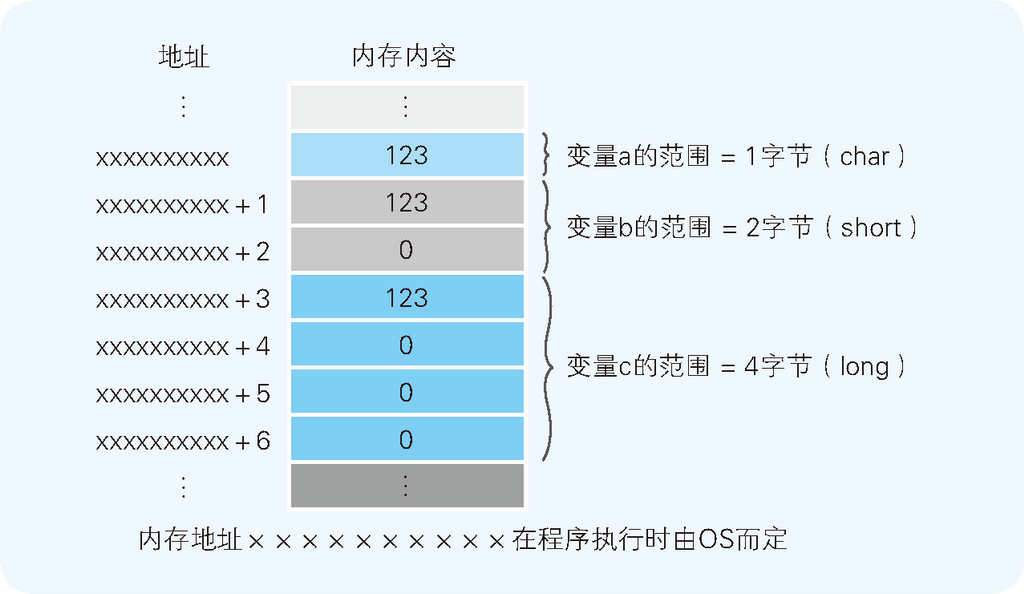 地址 内存内容
⋮ ⋮
xxxxxxxxxx 123 变量a的范围 = 1字节（char）
xxxxxxxxxx + 1 123
变量b的范围 = 2字节（short）
xxxxxxxxxx + 2 0
xxxxxxxxxx + 3 123
xxxxxxxxxx + 4 0
变量c的范围 = 4字节（long）
xxxxxxxxxx + 5 0
xxxxxxxxxx + 6 0
⋮ ⋮
内存地址××××××××××在程序执行时由OS而定